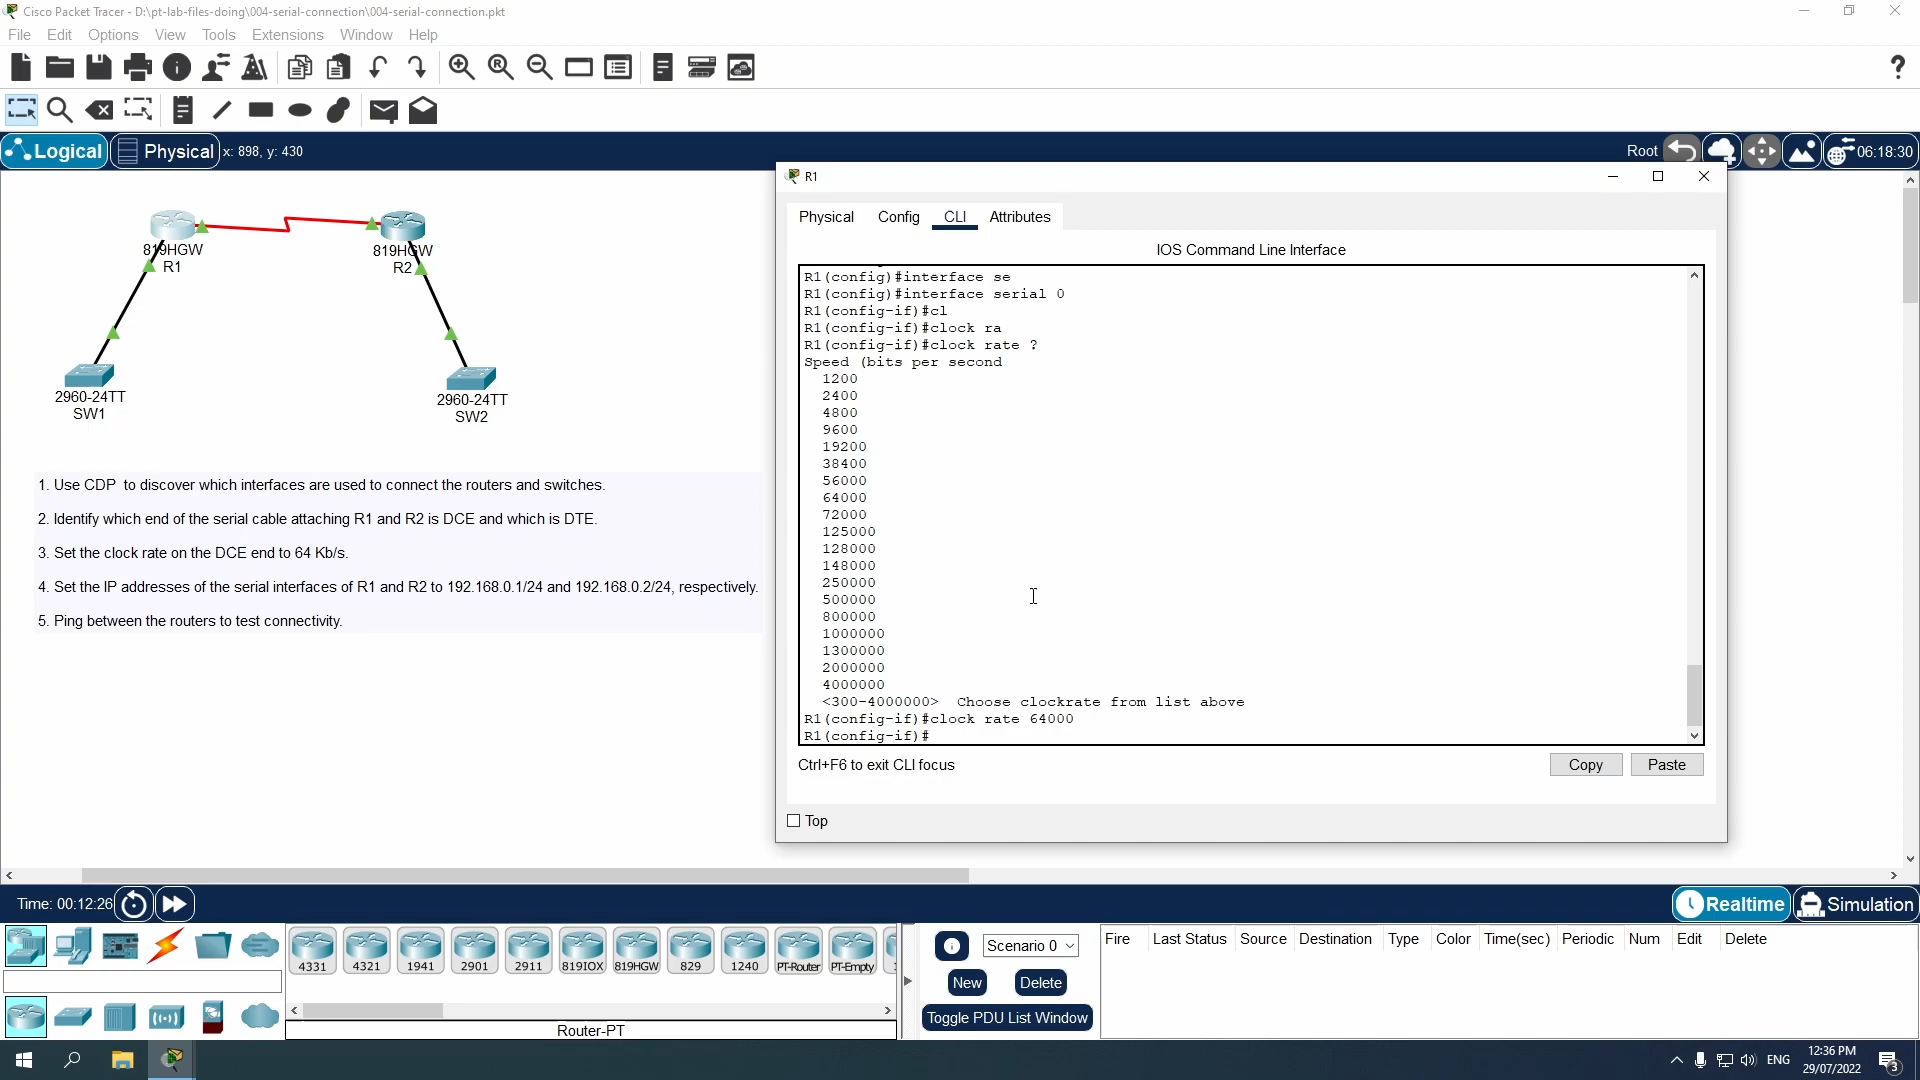 Cisco Packet Tracer - D:\pt-lab-files-doing\004-serial-connection\004-serial-connection.pkt
File Edit Options View Tools Extensions Window Help
Logical Physical x: 898, y: 430 Root 06:18:30
819HGW
R1
819HGW
R2
2960-24TT
SW1
2960-24TT
SW2
1. Use CDP to discover which interfaces are used to connect the routers and switches.
2. Identify which end of the serial cable attaching R1 and R2 is DCE and which is DTE.
3. Set the clock rate on the DCE end to 64 Kb/s.
4. Set the IP addresses of the serial interfaces of R1 and R2 to 192.168.0.1/24 and 192.168.0.2/24, respectively.
5. Ping between the routers to test connectivity.
R1
Physical Config CLI Attributes
IOS Command Line Interface
R1(config)#interface se
R1(config)#interface serial 0
R1(config-if)#cl
R1(config-if)#clock ra
R1(config-if)#clock rate ?
Speed (bits per second
1200
2400
4800
9600
19200
38400
56000
64000
72000
125000
128000
148000
250000
500000
800000
1000000
1300000
2000000
4000000
<300-4000000> Choose clockrate from list above
R1(config-if)#clock rate 64000
R1(config-if)#
Ctrl+F6 to exit CLI focus Copy Paste
Top
Time: 00:12:26 Realtime Simulation
4331 4321 1941 2901 2911 819IOX 819HGW 829 1240 PT-Router PT-Empty
Router-PT
Scenario 0
New Delete
Toggle PDU List Window
Fire Last Status Source Destination Type Color Time(sec) Periodic Num Edit Delete
ENG 12:36 PM
29/07/2022 3